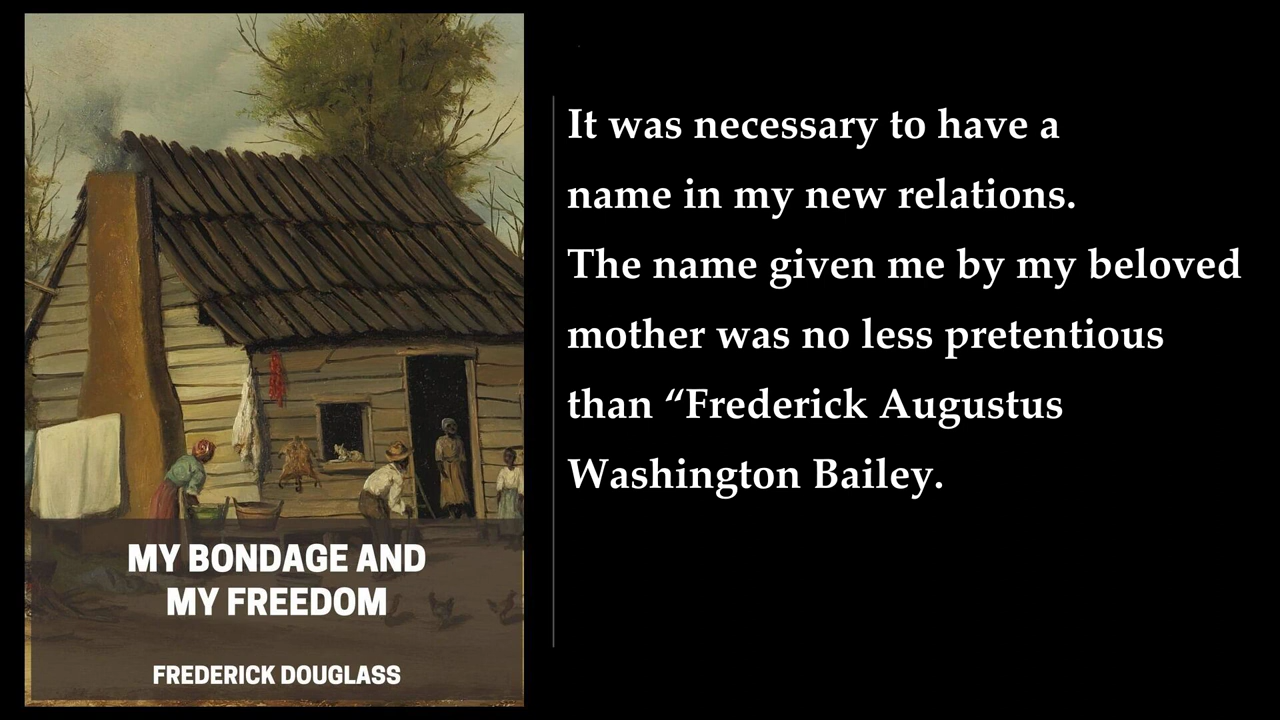 MY BONDAGE AND
MY FREEDOM
FREDERICK DOUGLASS
It was necessary to have a
name in my new relations.
The name given me by my beloved
mother was no less pretentious
than “Frederick Augustus
Washington Bailey.